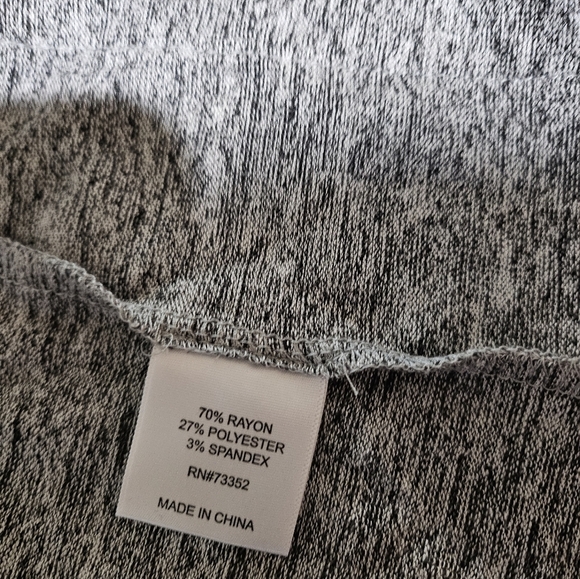 70% RAYON
27% POLYESTER
3% SPANDEX
RN#73352
MADE IN CHINA